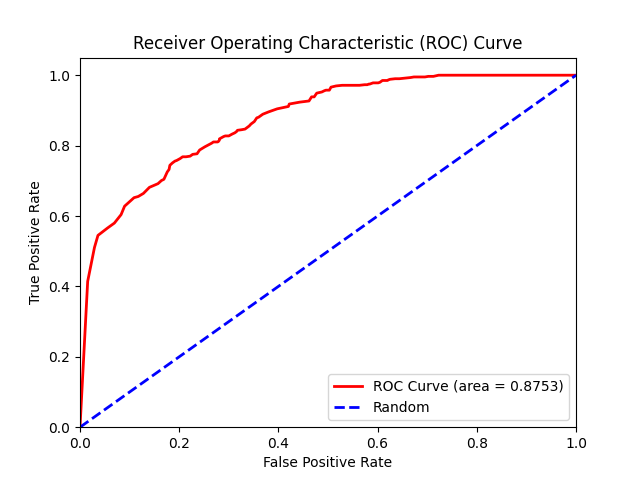 Receiver Operating Characteristic (ROC) Curve
True Positive Rate
1.0
0.8
0.6
0.4
0.2
0.0
0.0 0.2 0.4 0.6 0.8 1.0
False Positive Rate
ROC Curve (area = 0.8753)
Random